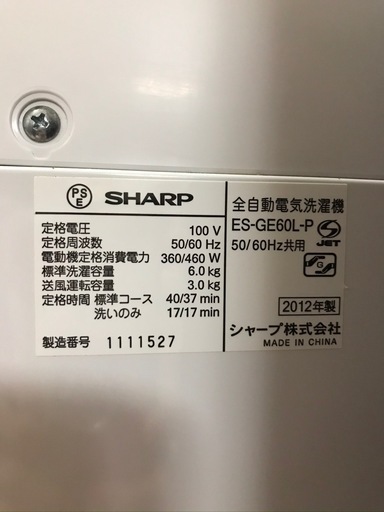 PSE SHARP
定格電圧 100 V
定格周波数 50/60 Hz
電動機定格消費電力 360/460 W
標準洗濯容量 6.0 kg
送風運転容量 3.0 kg
定格時間 標準コース 40/37 min
洗いのみ 17/17 min
製造番号 1111527
全自動電気洗濯機
ES-GE60L-P
50/60Hz共用
JET
2012年製
シャープ株式会社
MADE IN CHINA